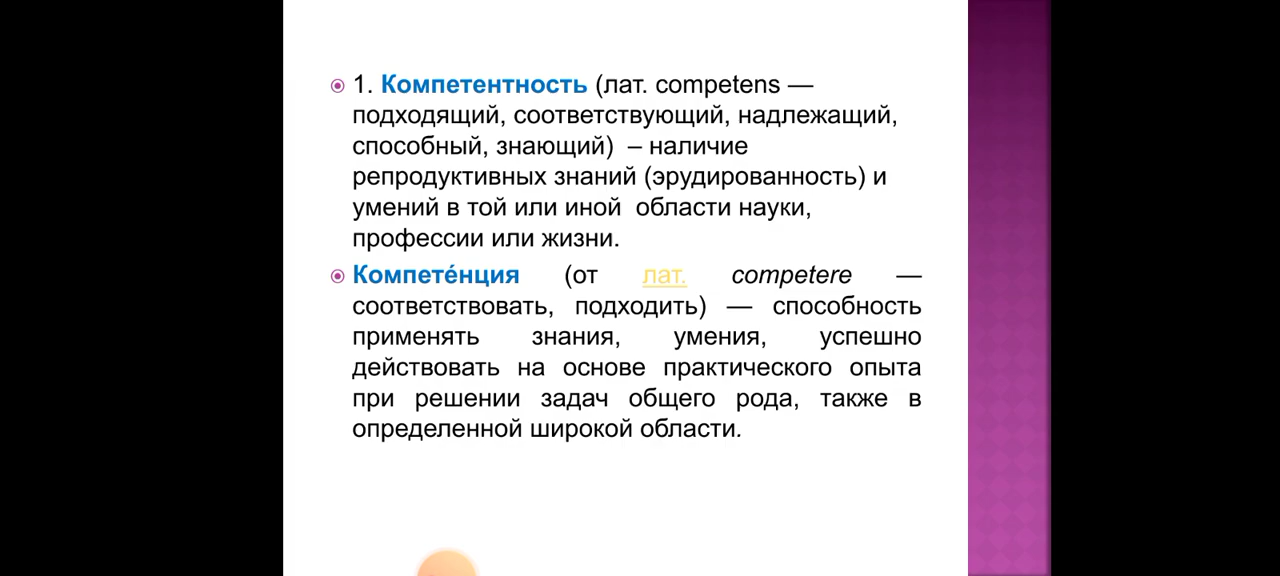 1. Компетентность (лат. competens —
подходящий, соответствующий, надлежащий,
способный, знающий) – наличие
репродуктивных знаний (эрудированность) и
умений в той или иной области науки,
профессии или жизни.
Компете́нция (от лат. competere —
соответствовать, подходить) — способность
применять знания, умения, успешно
действовать на основе практического опыта
при решении задач общего рода, также в
определенной широкой области.